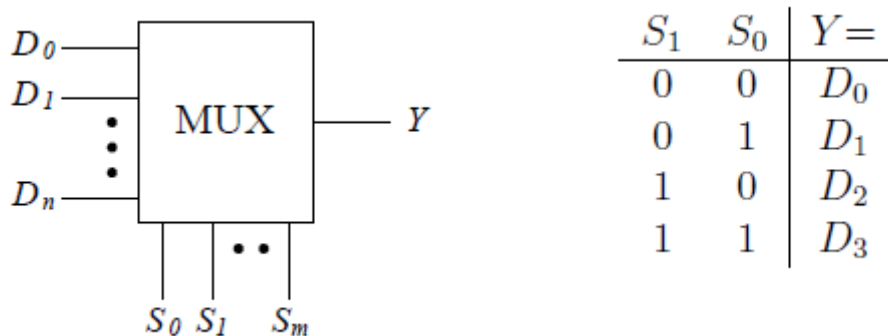 D₀
D₁
MUX
Y
Dₙ
S₀ S₁ Sₘ
S₁ S₀ Y=
0 0 D₀
0 1 D₁
1 0 D₂
1 1 D₃